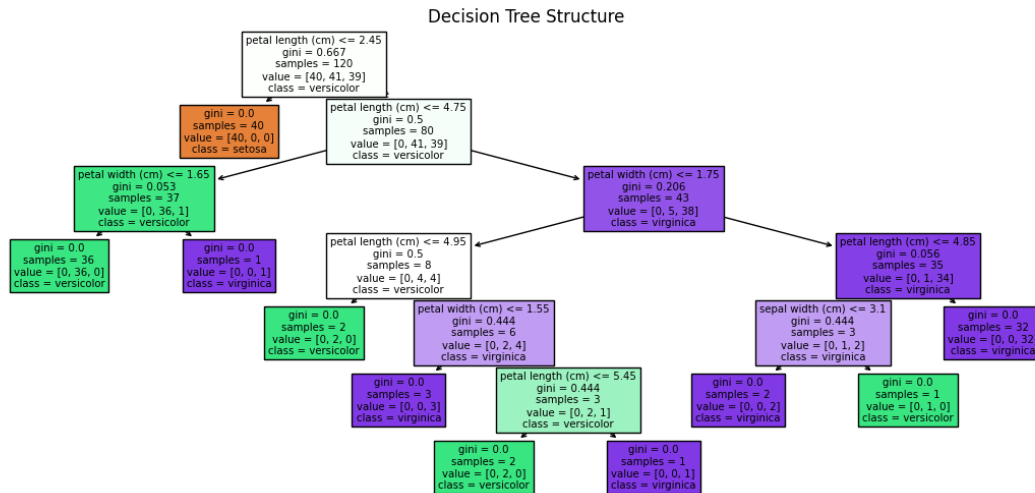 Decision Tree Structure
petal length (cm) <= 2.45
gini = 0.667
samples = 120
value = [40, 41, 39]
class = versicolor
gini = 0.0
samples = 40
value = [40, 0, 0]
class = setosa
petal length (cm) <= 4.75
gini = 0.5
samples = 80
value = [0, 41, 39]
class = versicolor
petal width (cm) <= 1.65
gini = 0.053
samples = 37
value = [0, 36, 1]
class = versicolor
petal width (cm) <= 1.75
gini = 0.206
samples = 43
value = [0, 5, 38]
class = virginica
gini = 0.0
samples = 36
value = [0, 36, 0]
class = versicolor
gini = 0.0
samples = 1
value = [0, 0, 1]
class = virginica
petal length (cm) <= 4.95
gini = 0.5
samples = 8
value = [0, 4, 4]
class = versicolor
petal length (cm) <= 4.85
gini = 0.056
samples = 35
value = [0, 1, 34]
class = virginica
gini = 0.0
samples = 2
value = [0, 2, 0]
class = versicolor
petal width (cm) <= 1.55
gini = 0.444
samples = 6
value = [0, 2, 4]
class = virginica
sepal width (cm) <= 3.1
gini = 0.444
samples = 3
value = [0, 1, 2]
class = virginica
gini = 0.0
samples = 32
value = [0, 0, 32]
class = virginica
gini = 0.0
samples = 3
value = [0, 0, 3]
class = virginica
petal length (cm) <= 5.45
gini = 0.444
samples = 3
value = [0, 2, 1]
class = versicolor
gini = 0.0
samples = 2
value = [0, 0, 2]
class = virginica
gini = 0.0
samples = 1
value = [0, 1, 0]
class = versicolor
gini = 0.0
samples = 2
value = [0, 2, 0]
class = versicolor
gini = 0.0
samples = 1
value = [0, 0, 1]
class = virginica